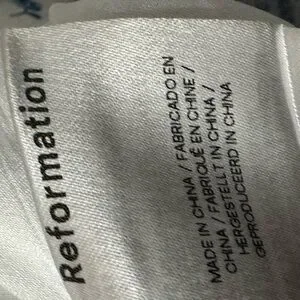 Reformation
MADE IN CHINA / FABRICADO EN
CHINA / FABRIQUÉ EN CHINE /
HERGESTELLT IN CHINA /
GEPRODUCEERD IN CHINA